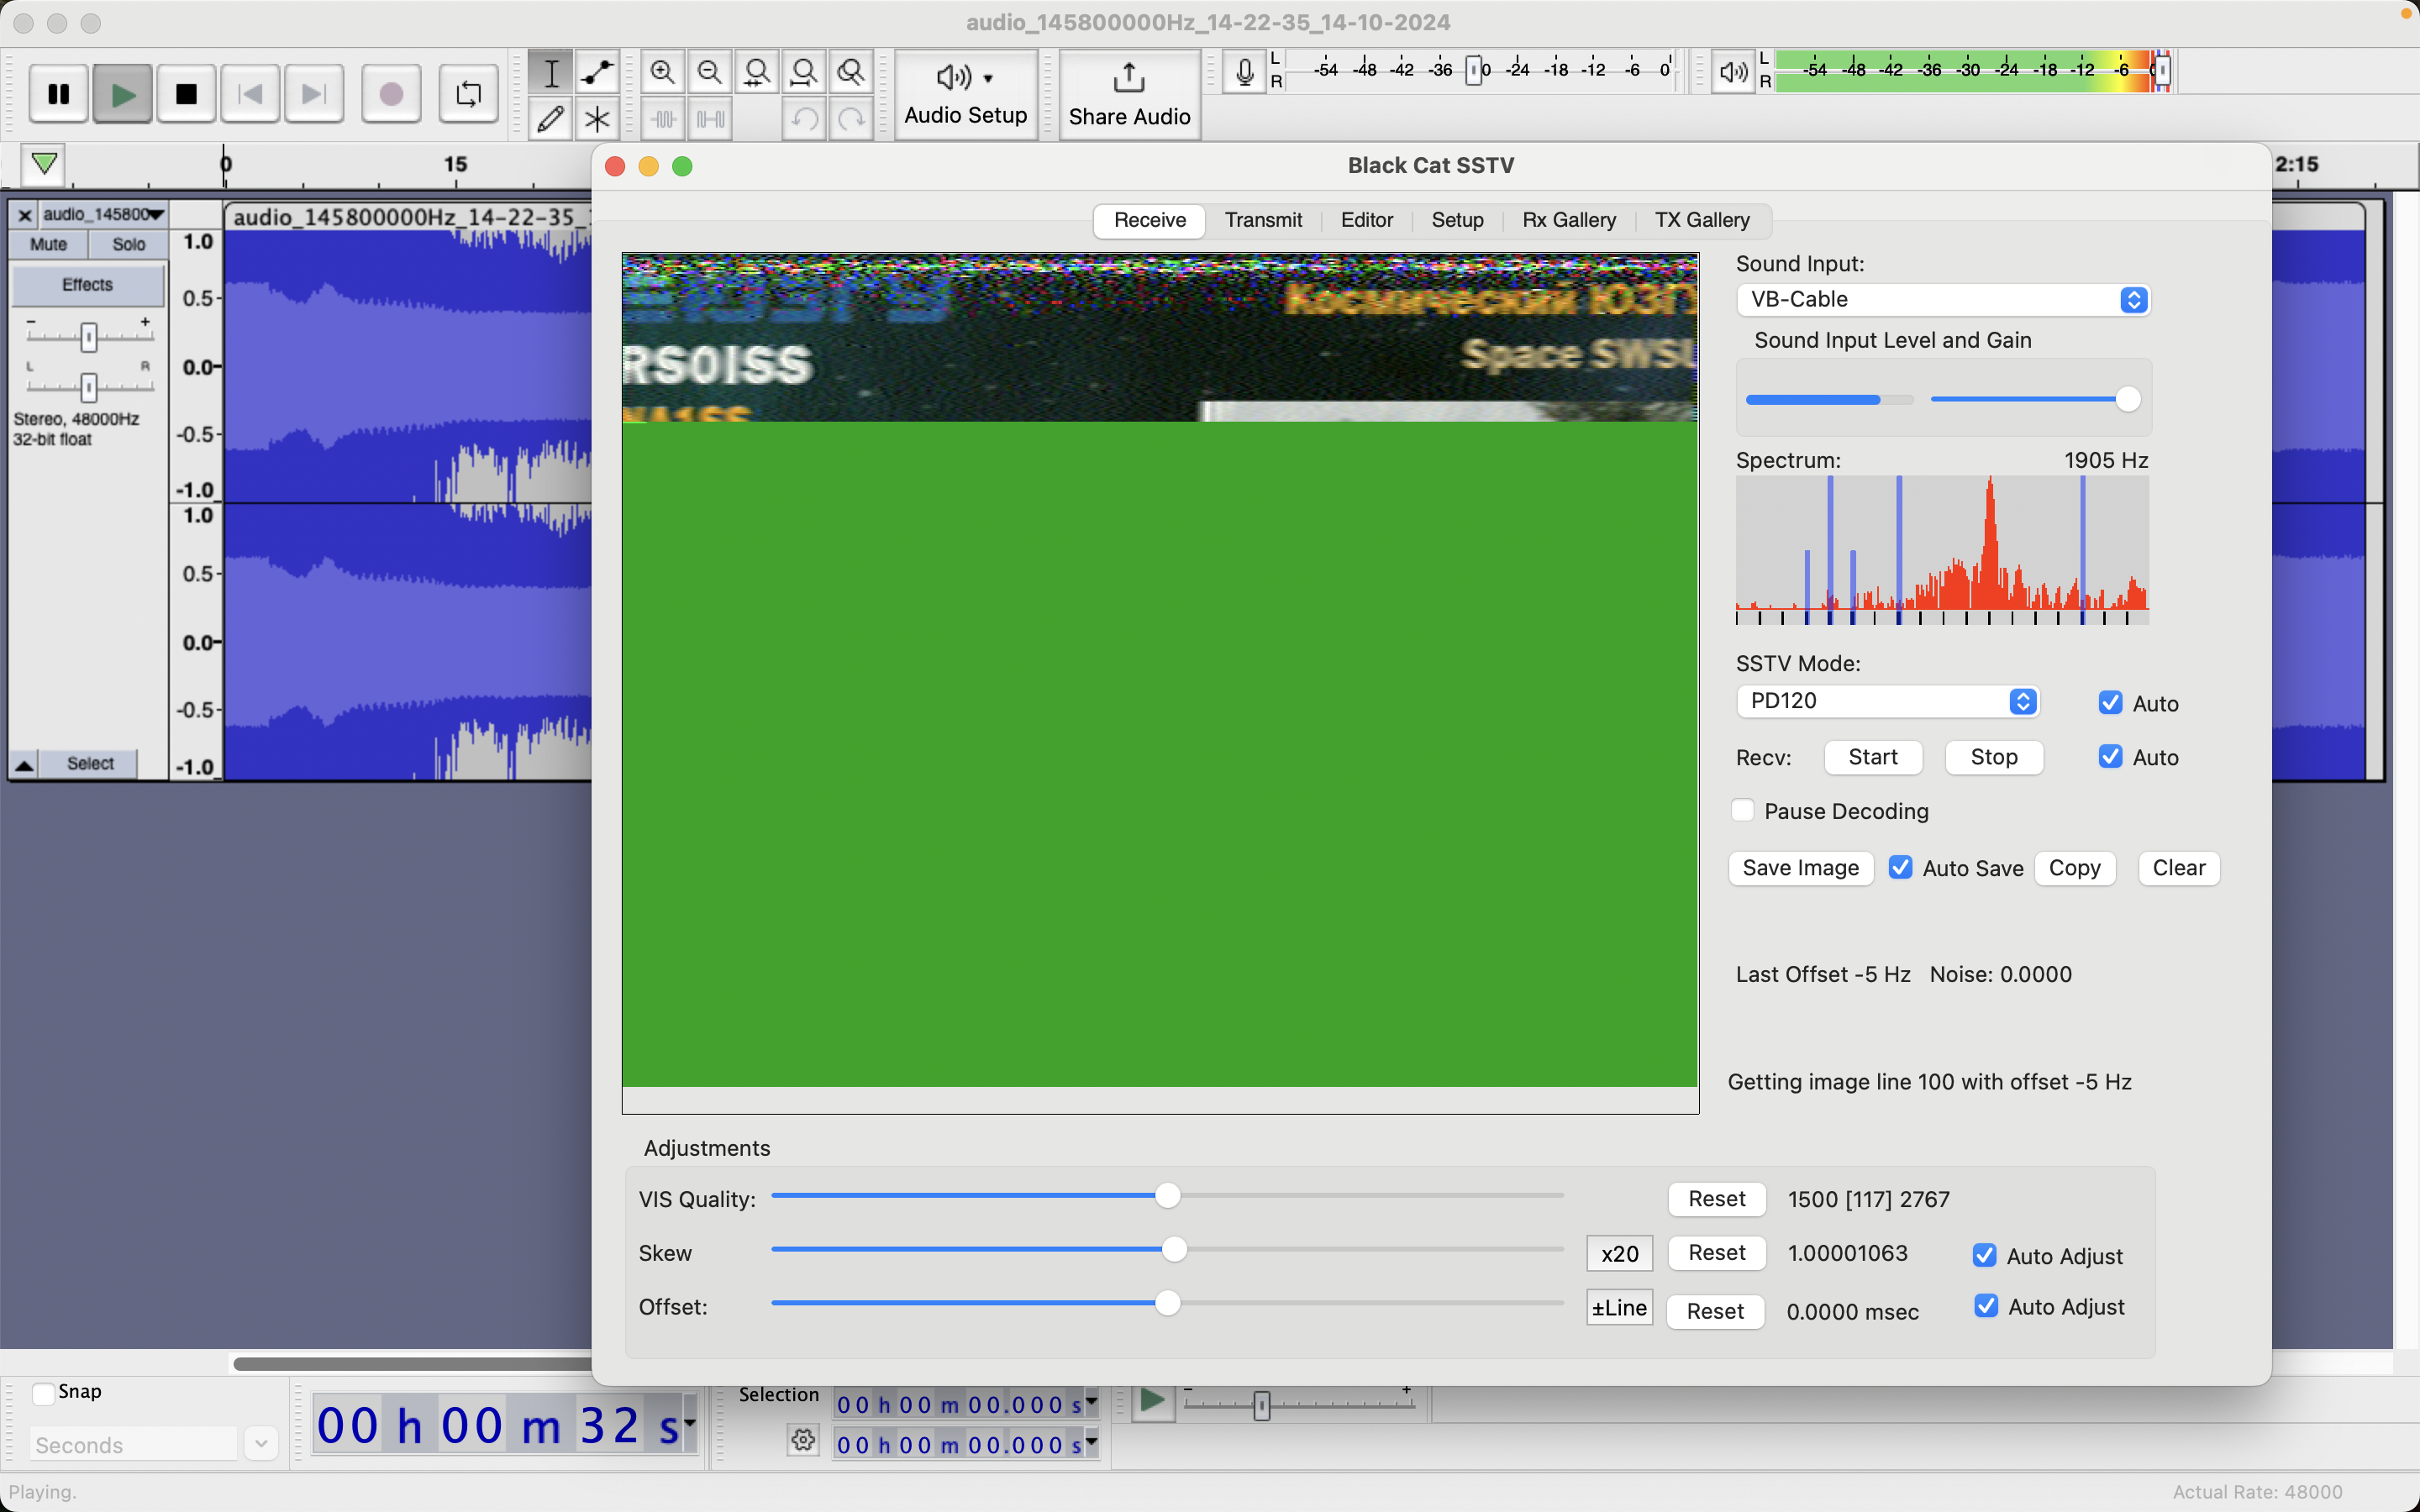 audio_145800000Hz_14-22-35_14-10-2024
L
R
-54 -48 -42 -36 0 -24 -18 -12 -6 0
L
R
-54 -48 -42 -36 -30 -24 -18 -12 -6 0
Audio Setup
Share Audio
0 15 2:15
audio_145800
audio_145800000Hz_14-22-35_
Mute Solo
Effects
- +
L R
Stereo, 48000Hz
32-bit float
Select
1.0
0.5
0.0
-0.5
-1.0
1.0
0.5
0.0
-0.5
-1.0
Black Cat SSTV
Receive Transmit Editor Setup Rx Gallery TX Gallery
Космический ЮЗГ
RS0ISS
Space SWS
NA1SS
Sound Input:
VB-Cable
Sound Input Level and Gain
Spectrum: 1905 Hz
SSTV Mode:
PD120 Auto
Recv: Start Stop Auto
Pause Decoding
Save Image Auto Save Copy Clear
Last Offset -5 Hz Noise: 0.0000
Getting image line 100 with offset -5 Hz
Adjustments
VIS Quality: Reset 1500 [117] 2767
Skew x20 Reset 1.00001063 Auto Adjust
Offset: ±Line Reset 0.0000 msec Auto Adjust
Snap
Seconds
00 h 00 m 32 s
Selection
00 h 00 m 00.000 s
00 h 00 m 00.000 s
- +
Playing.
Actual Rate: 48000